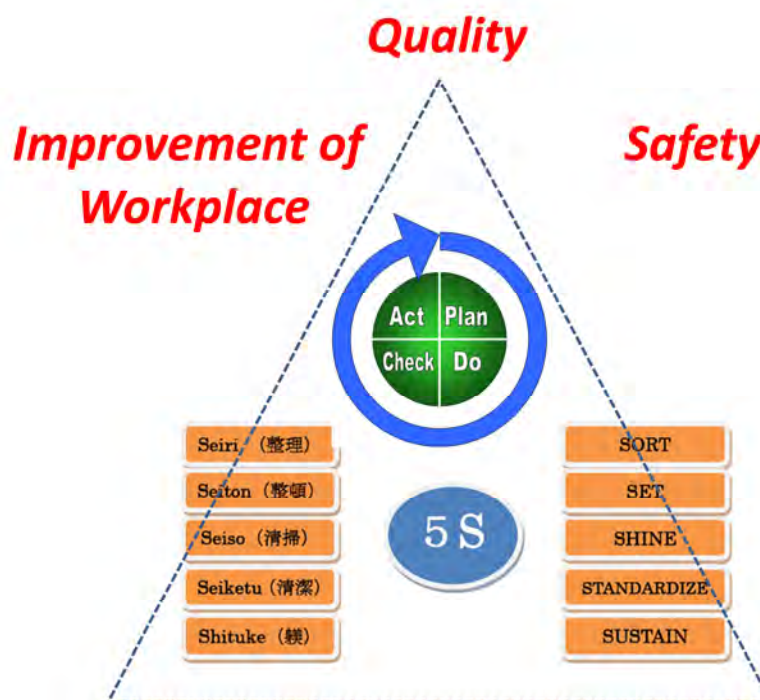 Quality
Improvement of
Workplace
Safety
Act
Plan
Check
Do
Seiri （整理）
Seiton（整頓）
Seiso（清掃）
Seiketu（清潔）
Shituke（躾）
5S
SORT
SET
SHINE
STANDARDIZE
SUSTAIN